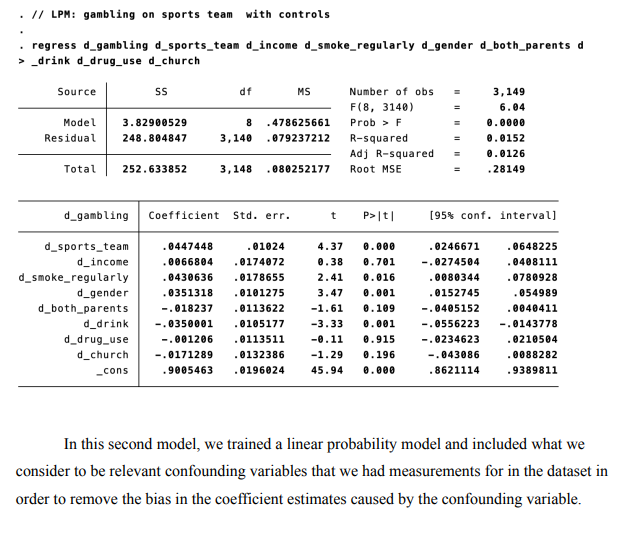 . // LPM: gambling on sports team  with controls
.
. regress d_gambling d_sports_team d_income d_smoke_regularly d_gender d_both_parents d
> _drink d_drug_use d_church
Source SS df MS Number of obs = 3,149
F(8, 3140) = 6.04
Model 3.82900529 8 .478625661 Prob > F = 0.0000
Residual 248.804847 3,140 .079237212 R-squared = 0.0152
Adj R-squared = 0.0126
Total 252.633852 3,148 .080252177 Root MSE = .28149
d_gambling Coefficient Std. err. t P>|t| [95% conf. interval]
d_sports_team .0447448 .01024 4.37 0.000 .0246671 .0648225
d_income .0066804 .0174072 0.38 0.701 -.0274504 .0408111
d_smoke_regularly .0430636 .0178655 2.41 0.016 .0080344 .0780928
d_gender .0351318 .0101275 3.47 0.001 .0152745 .054989
d_both_parents -.018237 .0113622 -1.61 0.109 -.0405152 .0040411
d_drink -.0350001 .0105177 -3.33 0.001 -.0556223 -.0143778
d_drug_use -.001206 .0113511 -0.11 0.915 -.0234623 .0210504
d_church -.0171289 .0132386 -1.29 0.196 -.043086 .0088282
_cons .9005463 .0196024 45.94 0.000 .8621114 .9389811
In this second model, we trained a linear probability model and included what we
consider to be relevant confounding variables that we had measurements for in the dataset in
order to remove the bias in the coefficient estimates caused by the confounding variable.